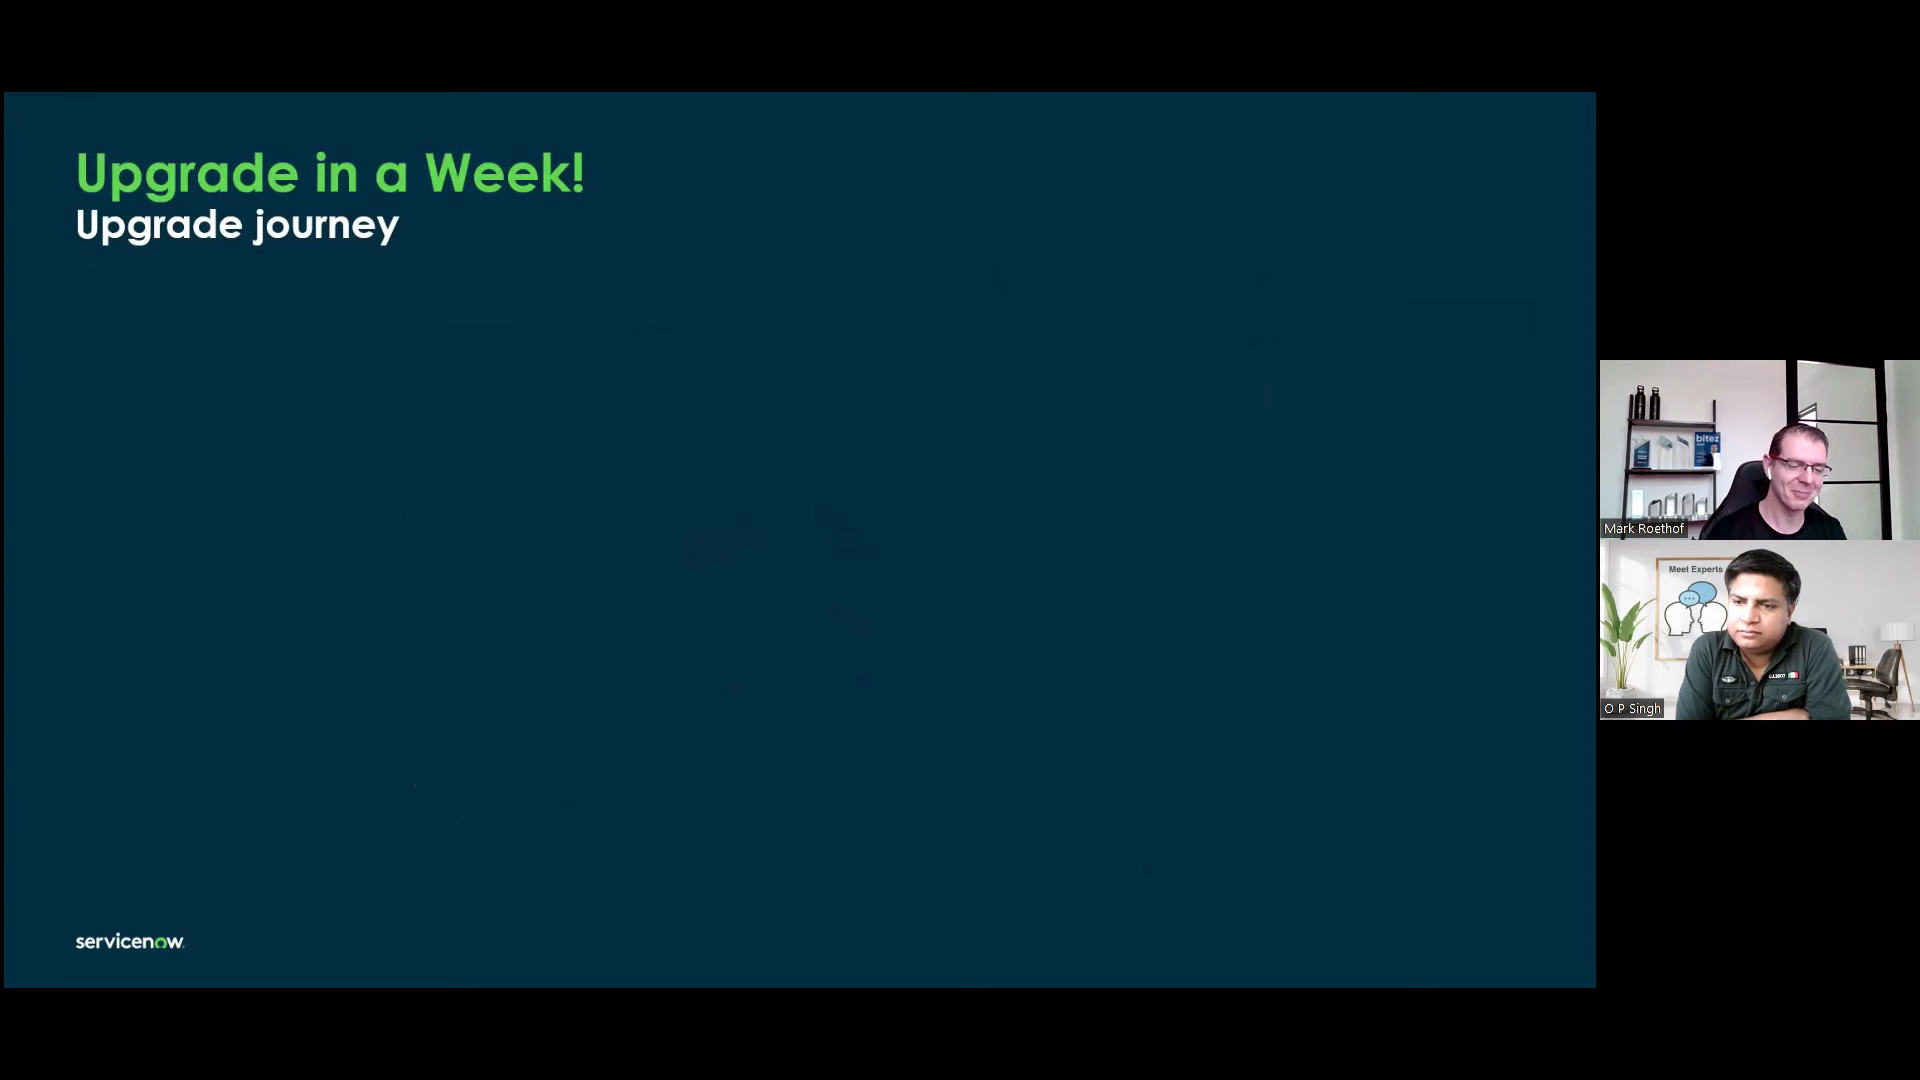 Upgrade in a Week!
Upgrade journey
servicenow.
bitez
Mark Roethof
Meet Experts
O P Singh